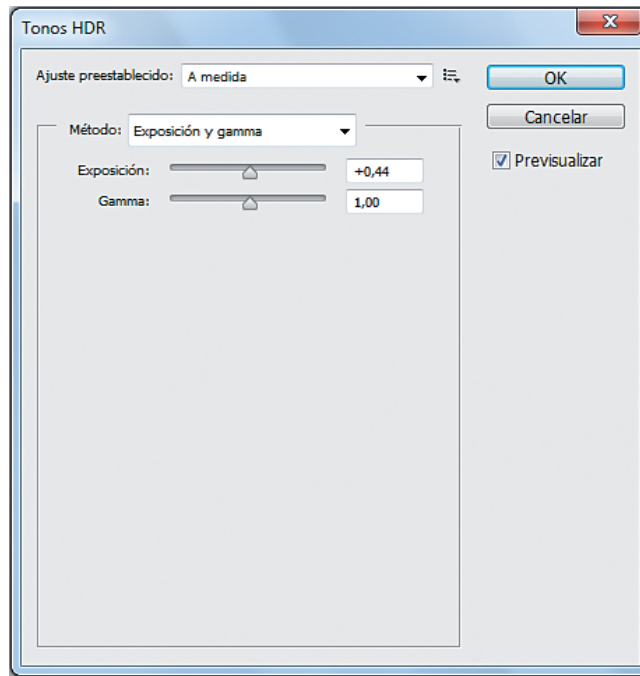 Tonos HDR
Ajuste preestablecido: A medida
OK
Cancelar
Previsualizar
Método: Exposición y gamma
Exposición: +0,44
Gamma: 1,00